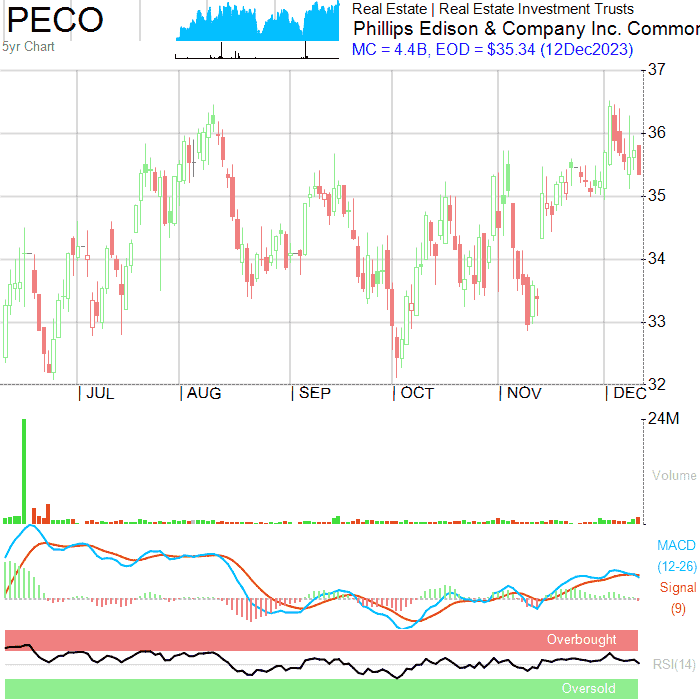 PECO
5yr Chart
Real Estate | Real Estate Investment Trusts
Phillips Edison & Company Inc. Common
MC = 4.4B, EOD = $35.34 (12Dec2023)
37
36
35
34
33
32
JUL
AUG
SEP
OCT
NOV
DEC
24M
Volume
MACD
(12-26)
Signal
(9)
Overbought
RSI(14)
Oversold